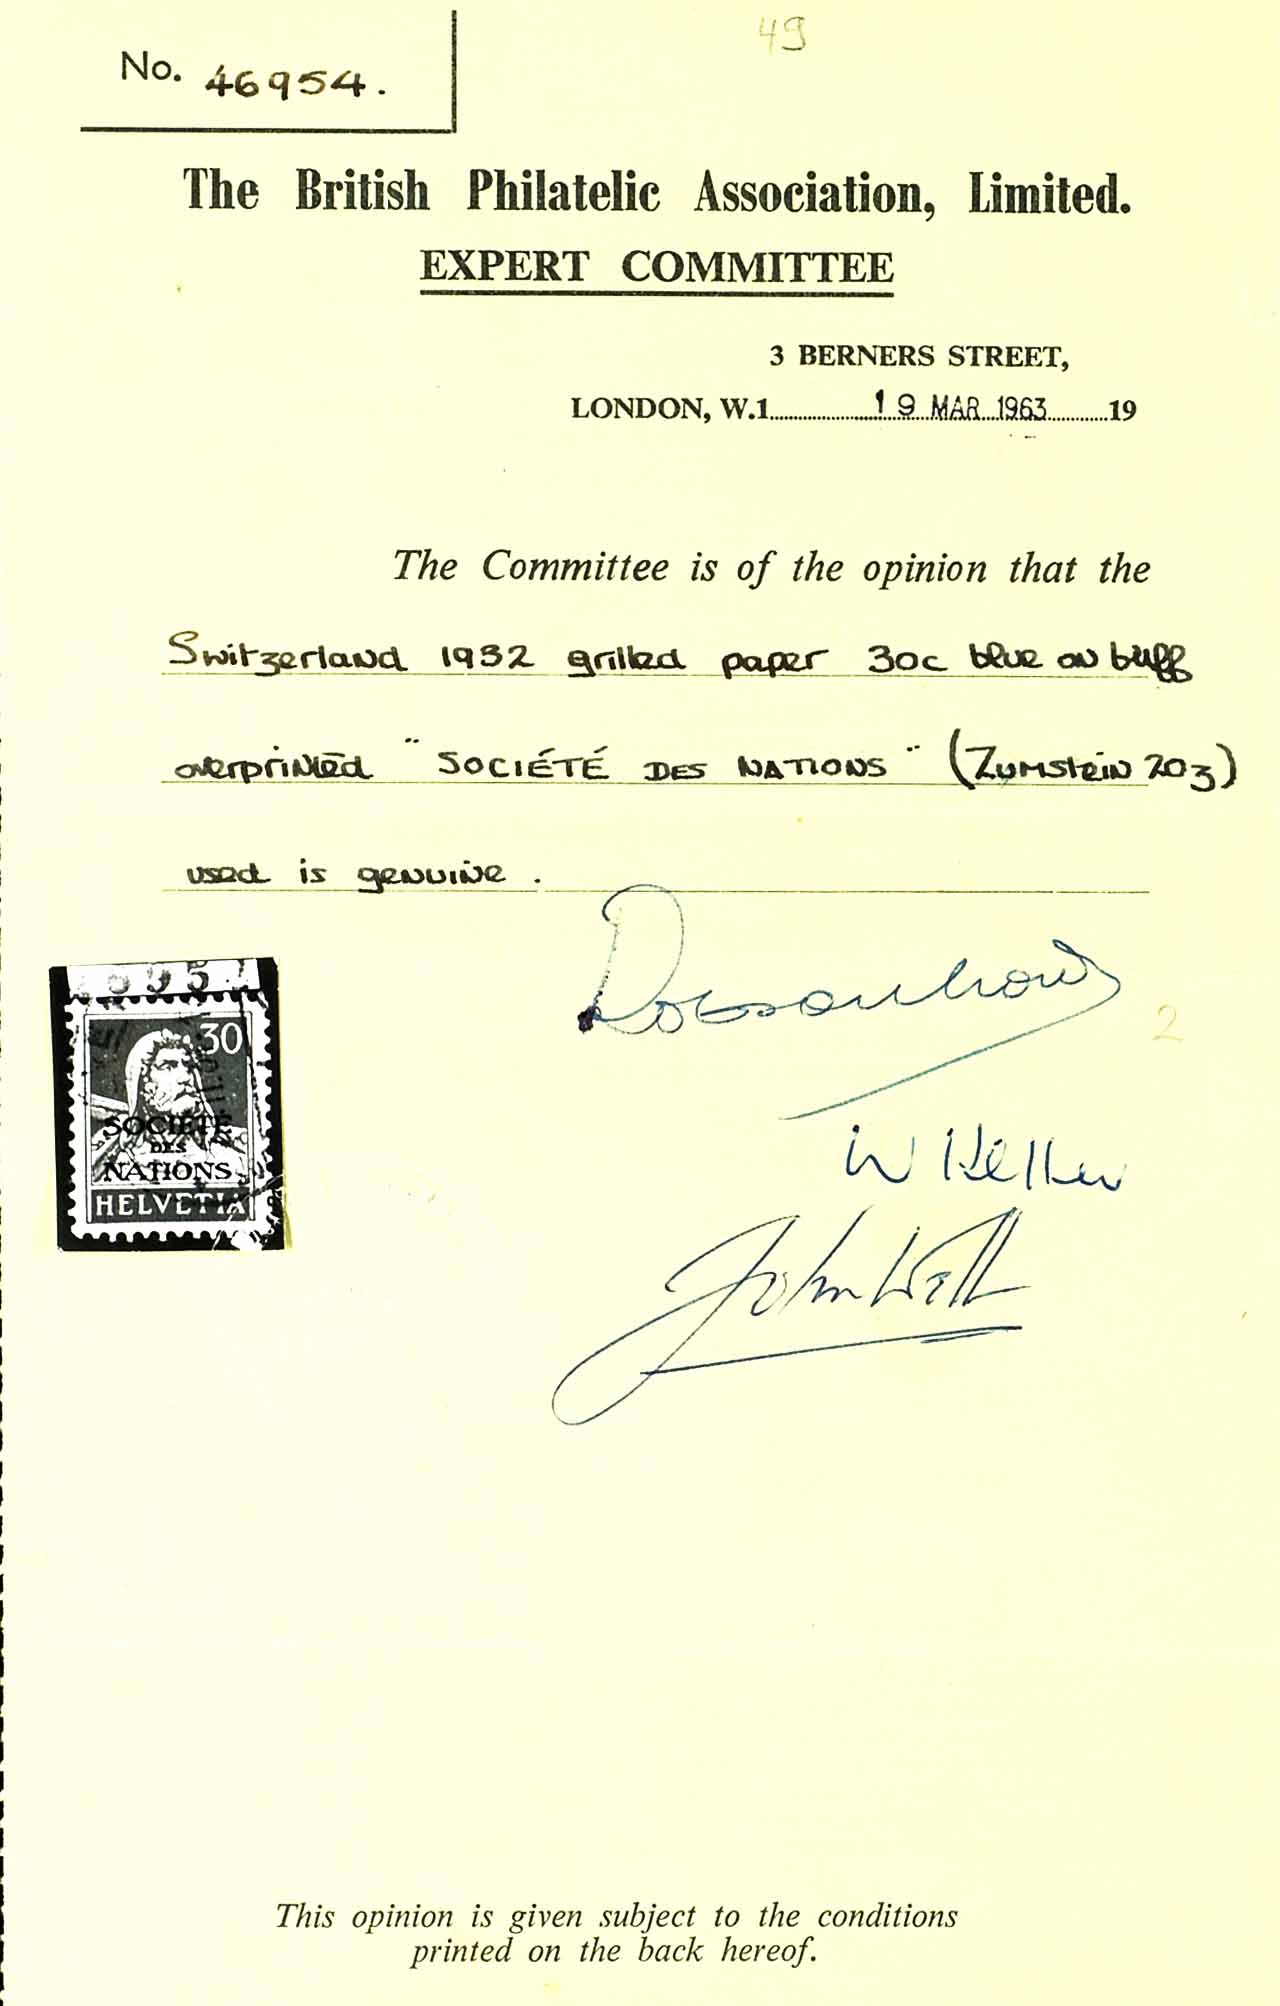 49
No. 46954.
The British Philatelic Association, Limited.
EXPERT COMMITTEE
3 BERNERS STREET,
LONDON, W.1. 19 MAR 1963 19
The Committee is of the opinion that the
Switzerland 1932 grilled paper 30c blue on buff
overprinted "SOCIÉTÉ DES NATIONS" (Zumstein 203)
used is genuine.
30
SOCIÉTÉ
DES
NATIONS
HELVETIA
2
W Keller
John
This opinion is given subject to the conditions
printed on the back hereof.